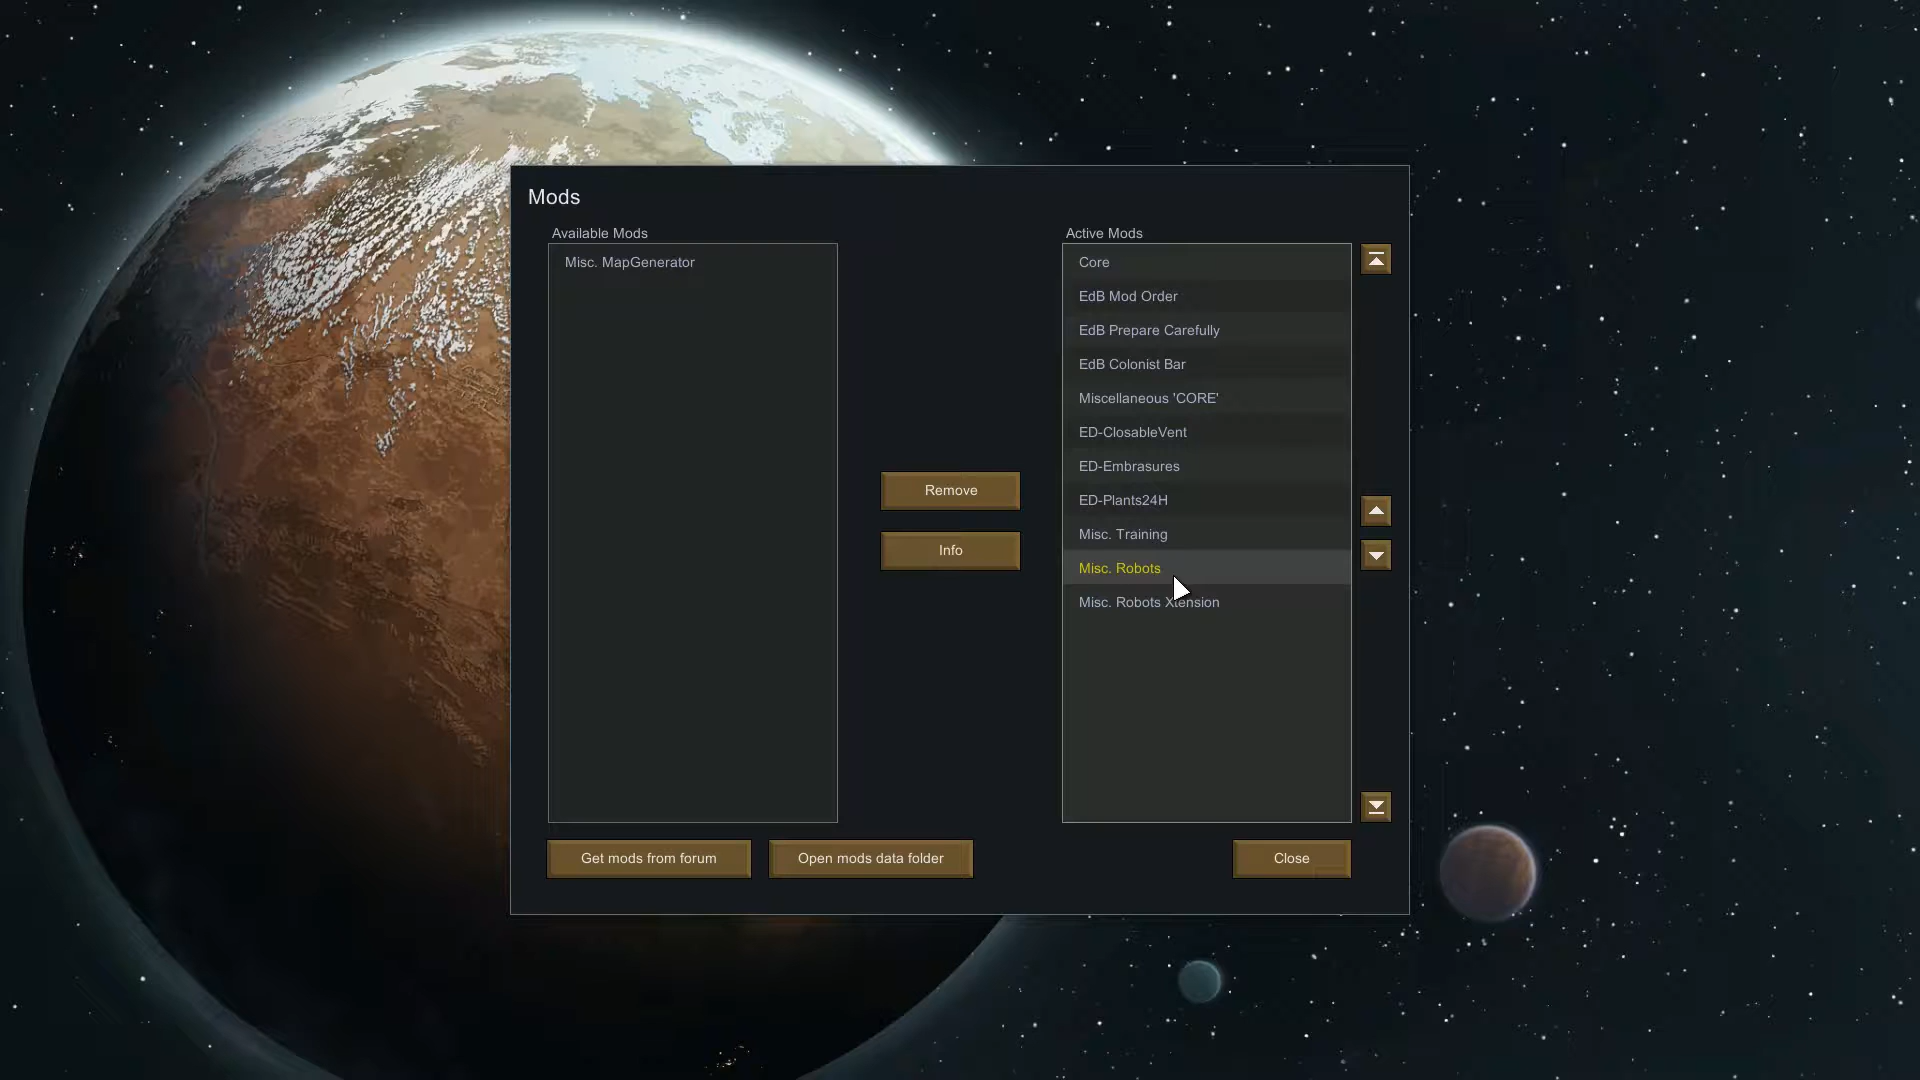 Mods
Available Mods
Misc. MapGenerator
Remove
Info
Active Mods
Core
EdB Mod Order
EdB Prepare Carefully
EdB Colonist Bar
Miscellaneous 'CORE'
ED-ClosableVent
ED-Embrasures
ED-Plants24H
Misc. Training
Misc. Robots
Misc. Robots Xtension
Get mods from forum
Open mods data folder
Close